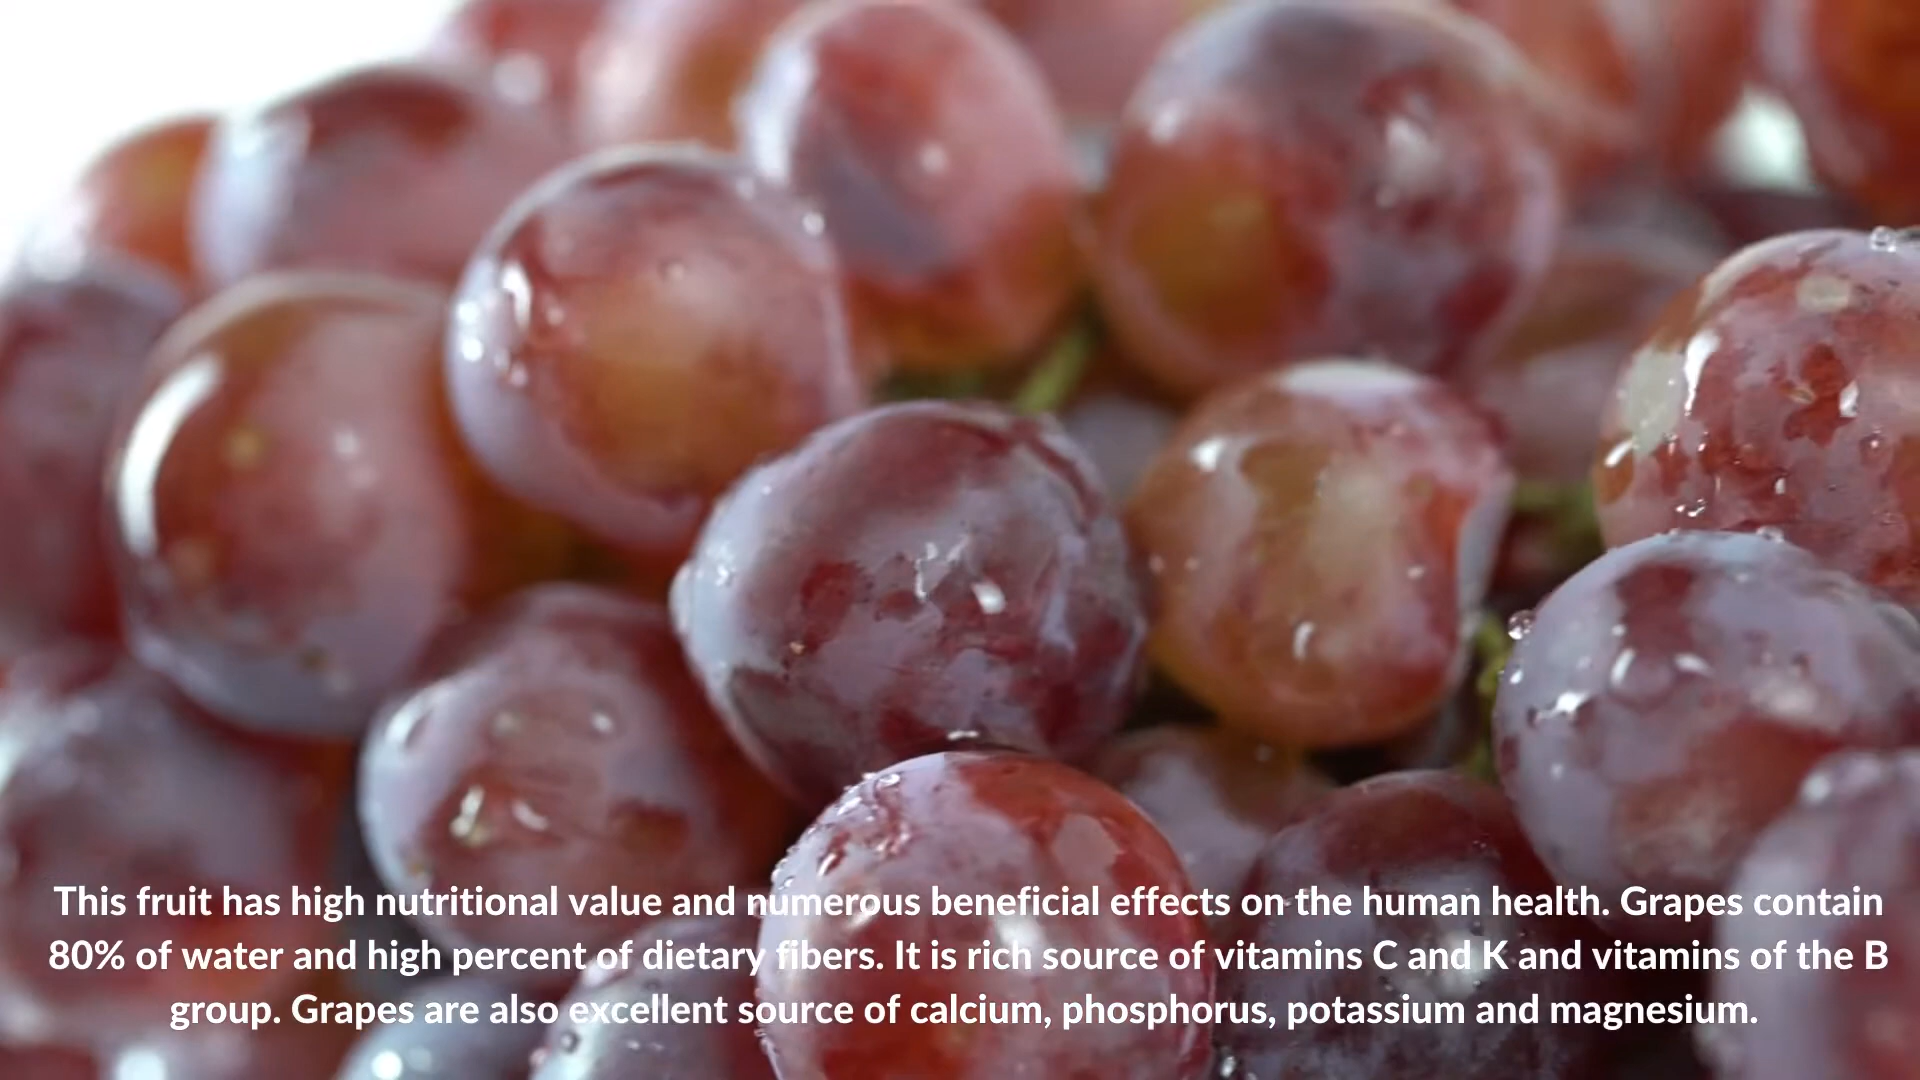 This fruit has high nutritional value and numerous beneficial effects on the human health. Grapes contain
80% of water and high percent of dietary fibers. It is rich source of vitamins C and K and vitamins of the B
group. Grapes are also excellent source of calcium, phosphorus, potassium and magnesium.